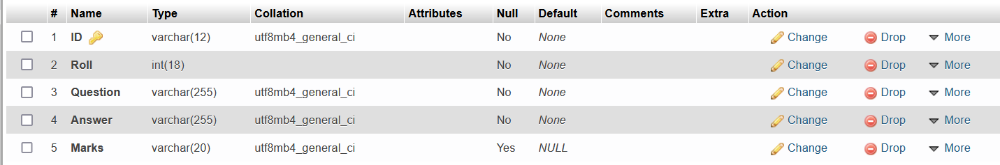 # Name Type Collation Attributes Null Default Comments Extra Action
1 ID varchar(12) utf8mb4_general_ci No None Change Drop More
2 Roll int(18) No None Change Drop More
3 Question varchar(255) utf8mb4_general_ci No None Change Drop More
4 Answer varchar(255) utf8mb4_general_ci No None Change Drop More
5 Marks varchar(20) utf8mb4_general_ci Yes NULL Change Drop More